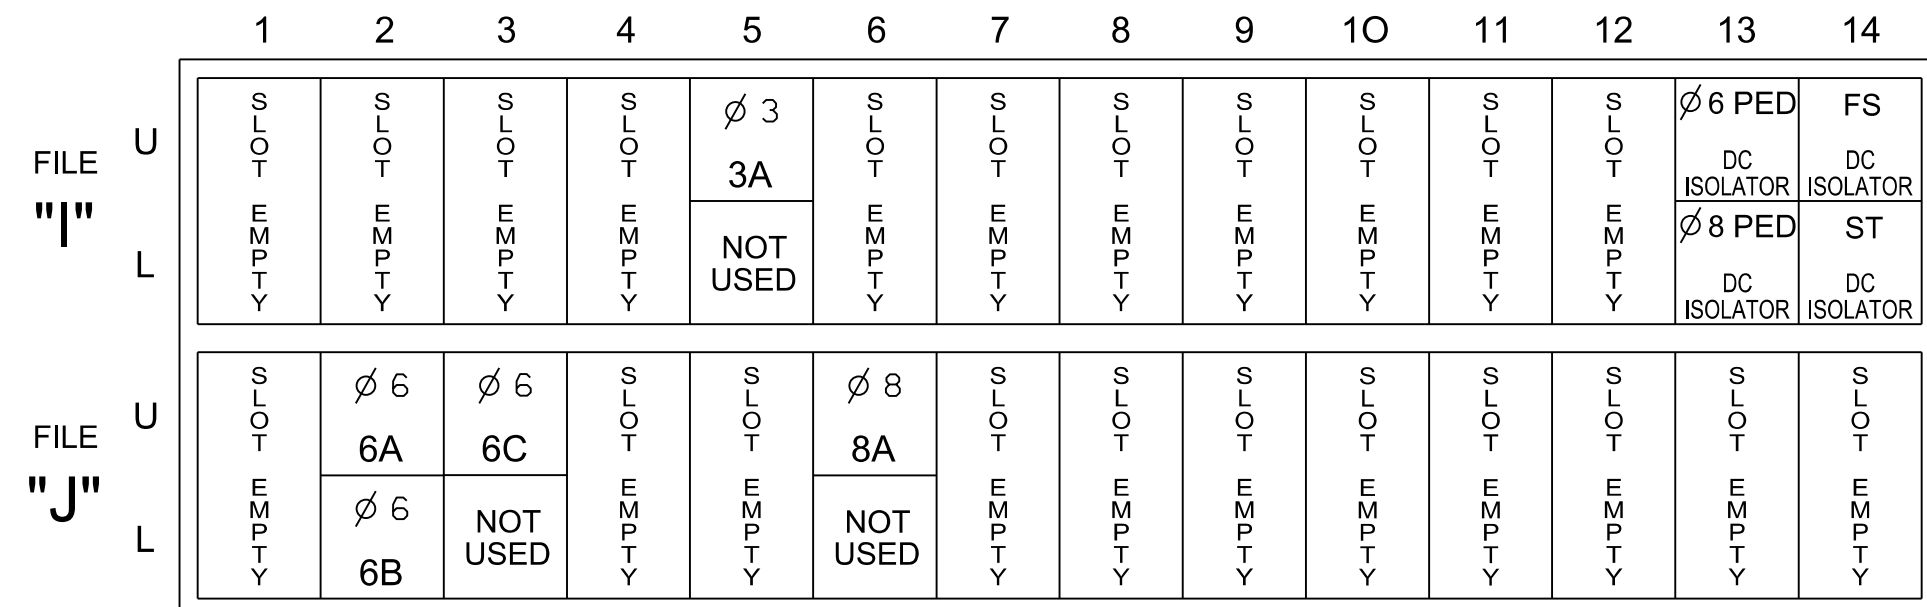 1 2 3 4 5 6 7 8 9 10 11 12 13 14
FILE "I"
U
L
SLOT EMPTY
SLOT EMPTY
SLOT EMPTY
SLOT EMPTY
Ø 3
3A
NOT
USED
SLOT EMPTY
SLOT EMPTY
SLOT EMPTY
SLOT EMPTY
SLOT EMPTY
SLOT EMPTY
SLOT EMPTY
Ø 6 PED
DC
ISOLATOR
Ø 8 PED
DC
ISOLATOR
FS
DC
ISOLATOR
ST
DC
ISOLATOR
FILE "J"
U
L
SLOT EMPTY
Ø 6
6A
Ø 6
6B
Ø 6
6C
NOT
USED
SLOT EMPTY
SLOT EMPTY
Ø 8
8A
NOT
USED
SLOT EMPTY
SLOT EMPTY
SLOT EMPTY
SLOT EMPTY
SLOT EMPTY
SLOT EMPTY
SLOT EMPTY
SLOT EMPTY